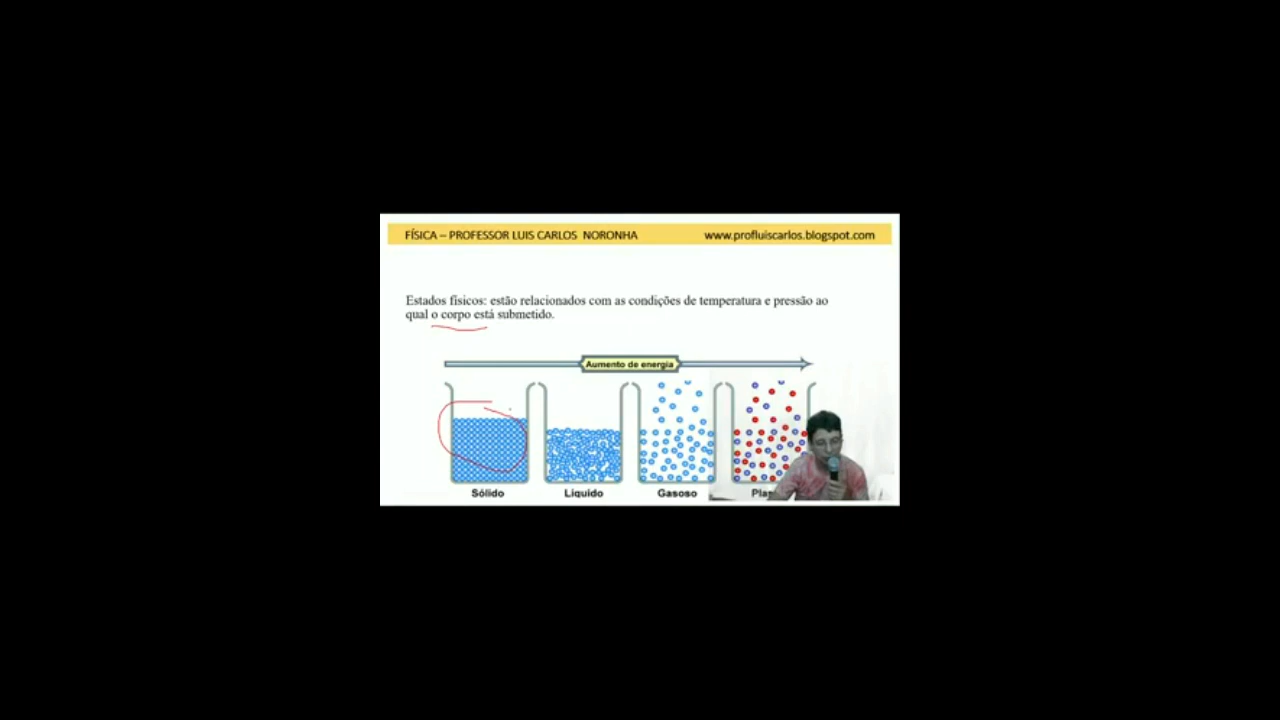 FÍSICA – PROFESSOR LUIS CARLOS NORONHA www.profluiscarlos.blogspot.com
Estados físicos: estão relacionados com as condições de temperatura e pressão ao
qual o corpo está submetido.
Aumento de energia
Sólido Líquido Gasoso